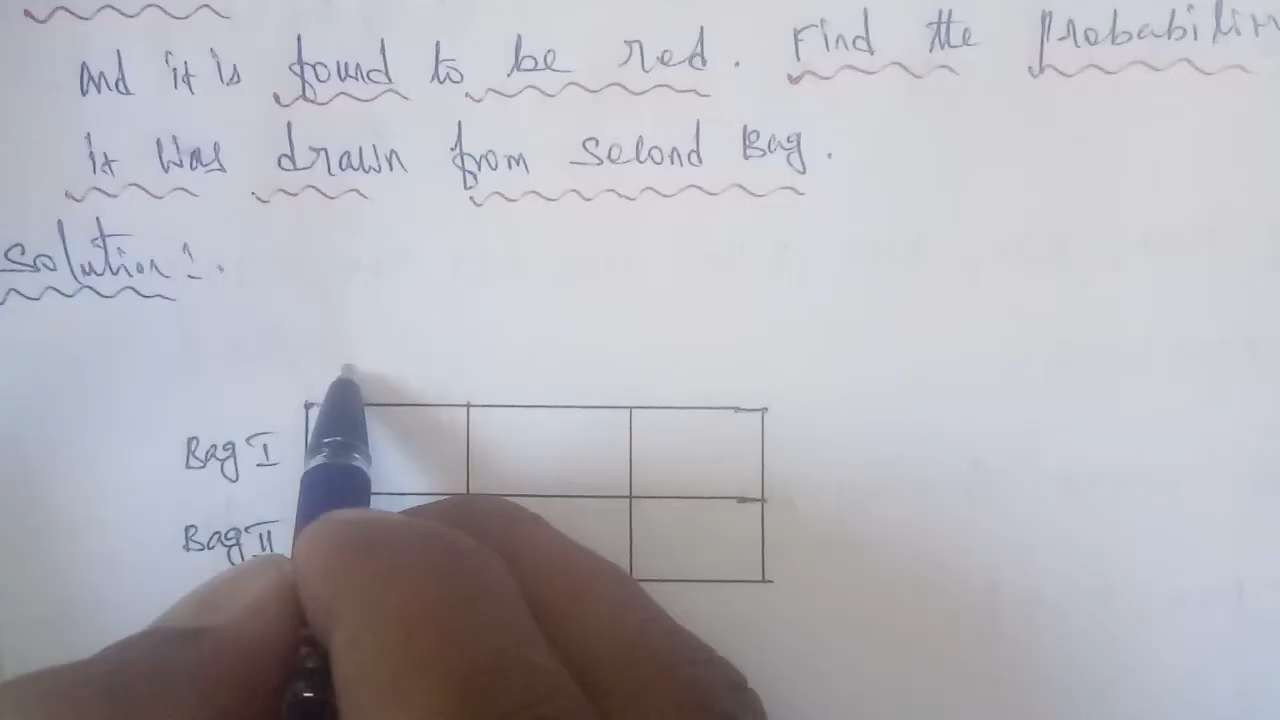 and it is found to be red. Find the Probabilit
it was drawn from Second Bag.
Solution:.
Bag I
Bag II